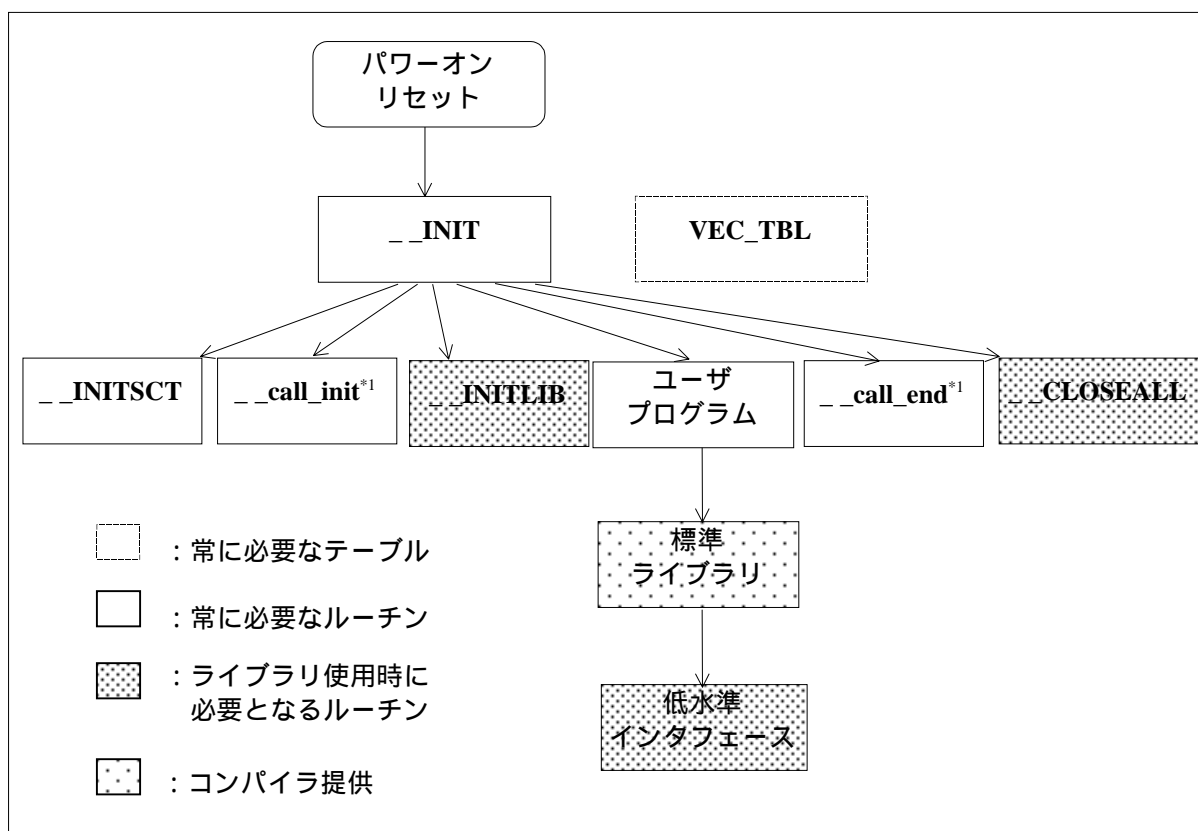 パワーオン
リセット
_ _INIT
VEC_TBL
_ _INITSCT
_ _call_init*1
_ _INITLIB
ユーザ
プログラム
_ _call_end*1
_ _CLOSEALL
標準
ライブラリ
低水準
インタフェース
：常に必要なテーブル
：常に必要なルーチン
：ライブラリ使用時に
必要となるルーチン
：コンパイラ提供